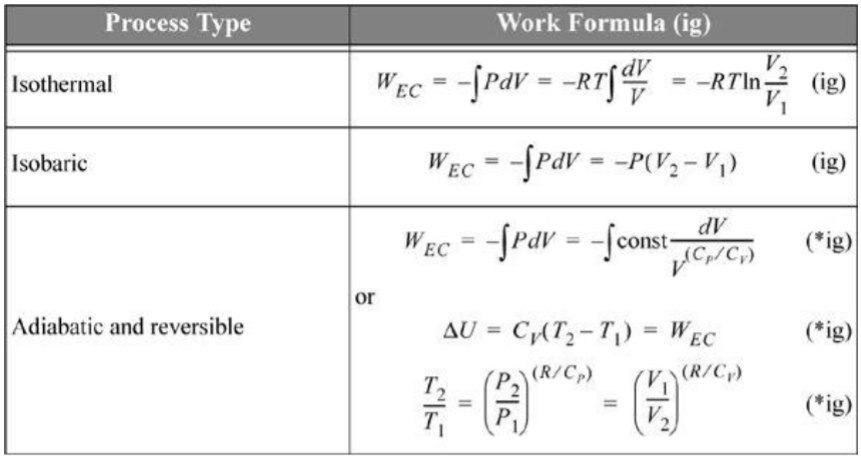 Process Type Work Formula (ig)
Isothermal W_EC = -∫PdV = -RT∫dV/V = -RT ln V_2/V_1 (ig)
Isobaric W_EC = -∫PdV = -P(V_2 - V_1) (ig)
W_EC = -∫PdV = -∫const dV/V^(C_P/C_V) (*ig)
or
Adiabatic and reversible ΔU = C_V(T_2 - T_1) = W_EC (*ig)
T_2/T_1 = (P_2/P_1)^(R/C_P) = (V_1/V_2)^(R/C_V) (*ig)